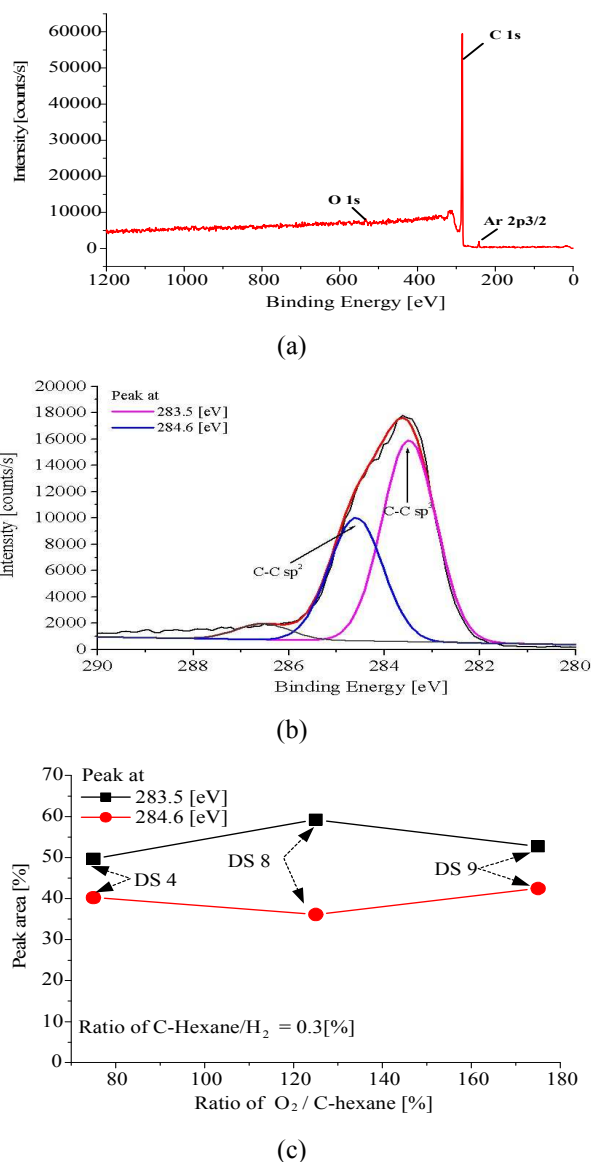 60000
C 1s
50000
40000
30000
20000
O 1s
10000
Ar 2p3/2
0
Intensity [counts/s]
1200 1000 800 600 400 200 0
Binding Energy [eV]
(a)
20000
Peak at
18000
283.5 [eV]
16000
284.6 [eV]
14000
12000
C-C sp
10000
8000
C-C sp²
6000
4000
2000
0
Intensity [counts/s]
290 288 286 284 282 280
Binding Energy [eV]
(b)
70
Peak at
283.5 [eV]
60
284.6 [eV]
50
DS 4
DS 8
DS 9
40
30
20
10
Ratio of C-Hexane/H₂ = 0.3[%]
0
Peak area [%]
80 100 120 140 160 180
Ratio of O₂ / C-hexane [%]
(c)